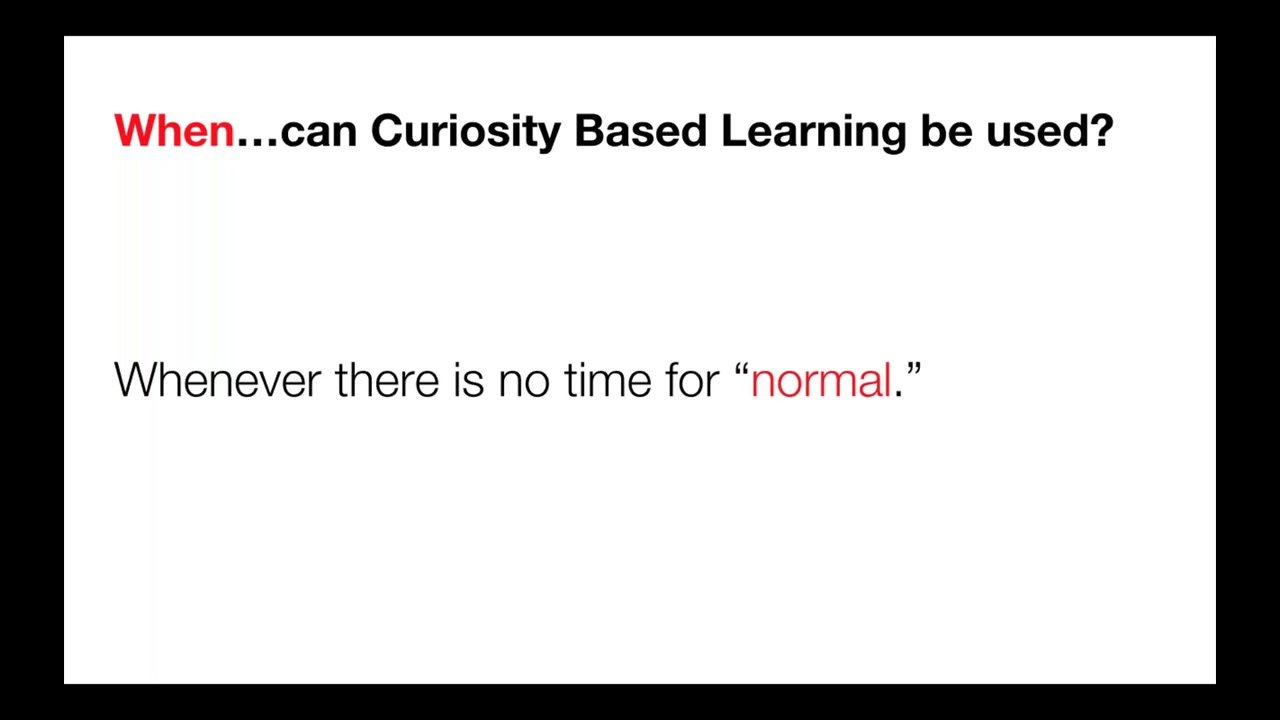 When...can Curiosity Based Learning be used?
Whenever there is no time for “normal.”